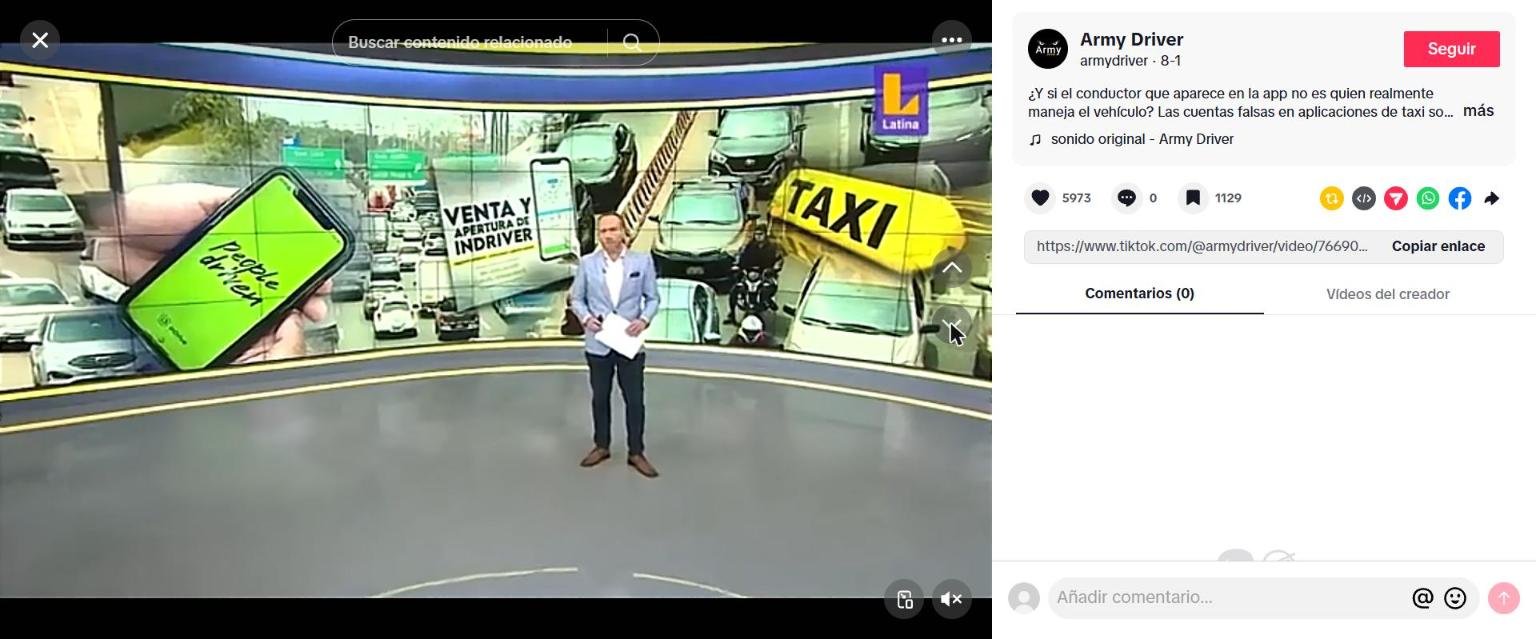 Buscar contenido relacionado
Latina
People
driven
VENTA Y
APERTURA DE
INDRIVER
TAXI
Army
Army Driver
armydriver · 8-1
Seguir
¿Y si el conductor que aparece en la app no es quien realmente
maneja el vehículo? Las cuentas falsas en aplicaciones de taxi so... más
sonido original - Army Driver
5973
0
1129
https://www.tiktok.com/@armydriver/video/76690...
Copiar enlace
Comentarios (0)
Vídeos del creador
Añadir comentario...